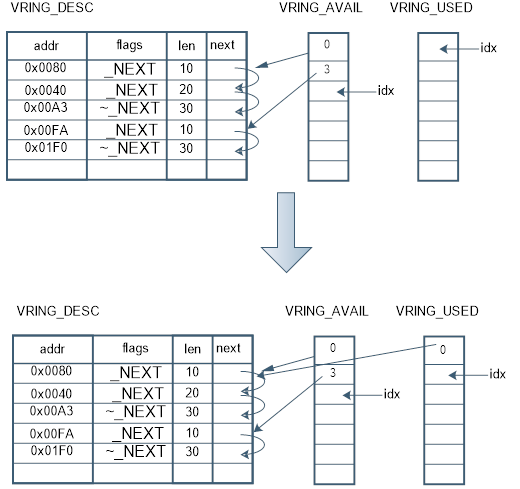 VRING_DESC VRING_AVAIL VRING_USED
addr flags len next 0 idx
0x0080 _NEXT 10 3
0x0040 _NEXT 20 idx
0x00A3 ~_NEXT 30
0x00FA _NEXT 10
0x01F0 ~_NEXT 30
VRING_DESC VRING_AVAIL VRING_USED
addr flags len next 0 0
0x0080 _NEXT 10 3 idx
0x0040 _NEXT 20 idx
0x00A3 ~_NEXT 30
0x00FA _NEXT 10
0x01F0 ~_NEXT 30